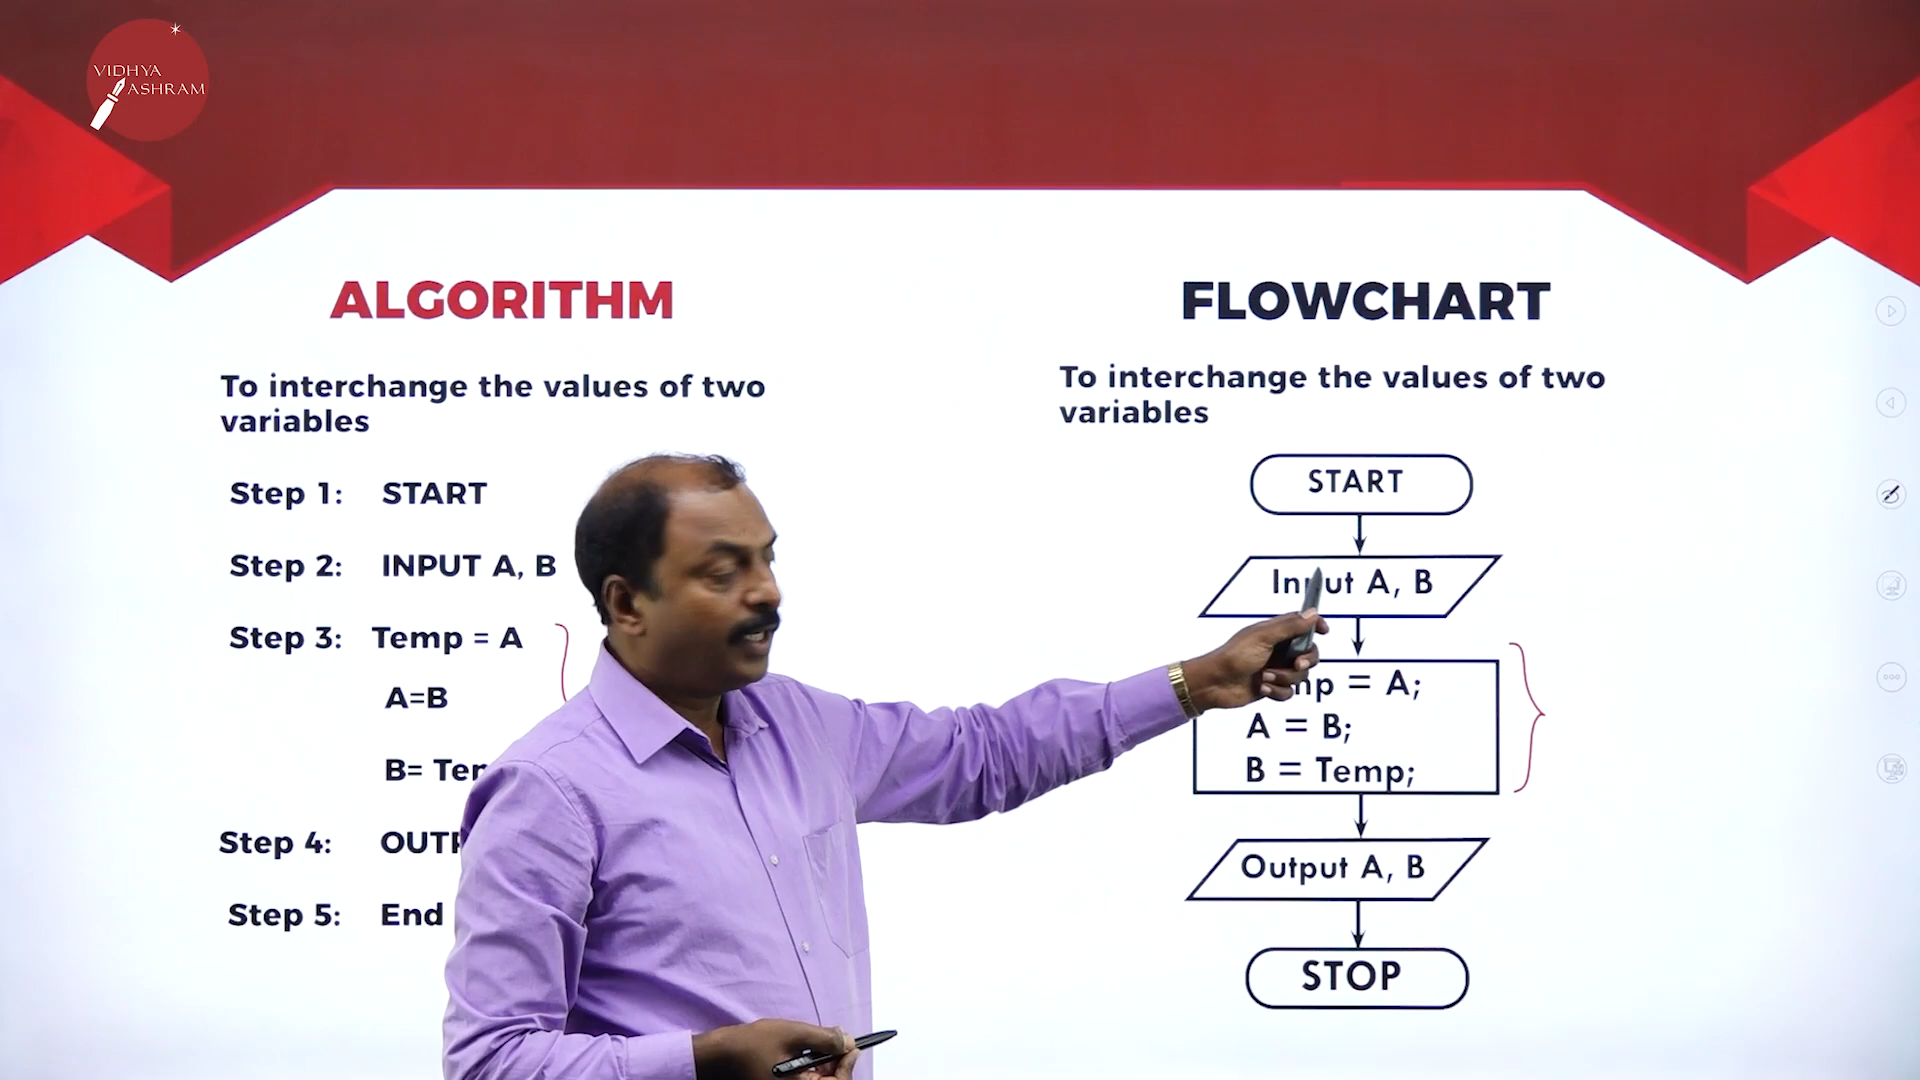 VIDHYA
ASHRAM
ALGORITHM
To interchange the values of two
variables
Step 1: START
Step 2: INPUT A, B
Step 3: Temp = A
A=B
B=
Step 4:
Step 5: End
FLOWCHART
To interchange the values of two
variables
START
Input A, B
= A;
A = B;
B = Temp;
Output A, B
STOP